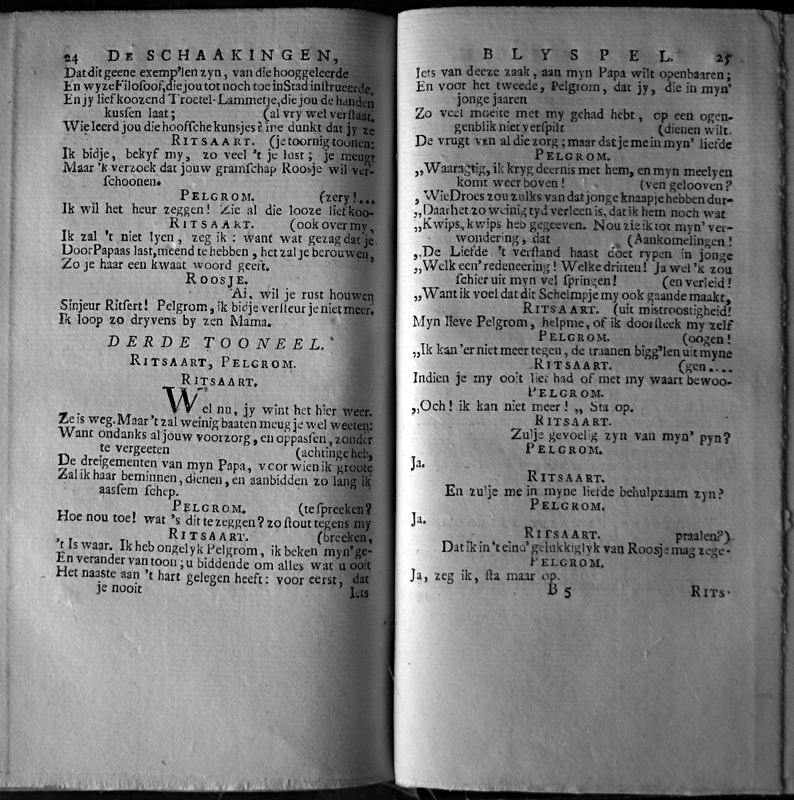 24 DE SCHAAKINGEN,
Dat dit geene exemp'len zyn, van die hooggeleerde
En wyze Filosoofs, die jou tot noch toe in Stad instrueerde.
En jy lief koozend Troetel-Lammetje, die jou de handen
kussen laat; (al vry wel verstaat.
Wie leerd jou die hoofsche kunsjes? me dunkt dat jy ze
RITSAART. (je toornig toonen:
Ik bidje, bekyf my, zo veel 't je lust; je meugt
Maar 'k verzoek dat jouw gramschap Roosje wil ver-
schoonen.
PELGROM. (zery!...
Ik wil het heur zeggen! Zie al die looze liefkoo-
RITSAART. (ook over my,
Ik zal 't niet lyen, zeg ik: want wat gezag dat je
Door Papaas last, meend te hebben, het zal je berouwen,
Zo je haar een kwaat woord geeft.
ROOSJE.
Ai, wil je rust houwen
Sinjeur Ritsert! Pelgrom, ik bidje versteur je niet meer.
Ik loop zo dryvens by zen Mama.
DERDE TOONEEL.
RITSAART, PELGROM.
RITSAART.
Wel nu, jy wint het hier weer.
Ze is weg. Maar 't zal weinig baaten meug je wel weeten:
Want ondanks al jouw voorzorg, en oppassen, zonder
te vergeeten (achting heb,
De dreigementen van myn Papa, voor wien ik groote
Zal ik haar beminnen, dienen, en aanbidden zo lang ik
aassem schep.
PELGROM. (te spreeken?
Hoe nou toe! wat 's dit te zeggen? zo stout tegens my
RITSAART. (breeken,
't Is waar. Ik heb ongelyk Pelgrom, ik beken myn' ge-
En verander van toon; u biddende om alles wat u ooit
Het naaste aan 't hart gelegen heeft: voor eerst, dat
je nooit Iets
BLYSPEL. 25
Iets van deeze zaak, aan myn Papa wilt openbaaren;
En voor het tweede, Pelgrom, dat jy, die in myn'
jonge jaaren
Zo veel moeite met my gehad hebt, op een ogen-
genblik niet verspilt (dienen wilt.
De vrugt van al die zorg; maar dat je me in myn' liefde
PELGROM.
„Waaragtig, ik kryg deernis met hem, en myn meelyen
komt weer boven! (ven gelooven?
„Wie Droes zou zulks van dat jonge knaapje hebben dur-
„Daar het zo weinig tyd verleen is, dat ik hem noch wat
„Kwips, kwips heb gegeeven. Nou zie ik tot myn' ver-
wondering, dat (Aankomelingen!
„De Liefde 't verstand haast doet rypen in jonge
„Welk een' redeneering! Welke driften! Ja wel 'k zou
schier uit myn vel springen! (en verleid!
„Want ik voel dat dit Schelmpje my ook gaande maakt,
RITSAART. (uit mistroostigheid!
Myn lieve Pelgrom, help me, of ik doorsteek my zelf
PELGROM. (oogen!
„Ik kan 'er niet meer tegen, de traanen bigg'len uit myne
RITSAART. (gen....
Indien je my ooit lief had of met my waart bewoo-
PELGROM.
„Och! ik kan niet meer! „ Sta op.
RITSAART.
Zulje gevoelig zyn van myn' pyn?
PELGROM.
Ja.
RITSAART.
En zulje me in myne liefde behulpzaam zyn?
PELGROM.
Ja.
RITSAART. praalen?)
Dat ik in 't eind' gelukkiglyk van Roosje mag zege-
PELGROM.
Ja, zeg ik, sta maar op.
B 5 RITS-